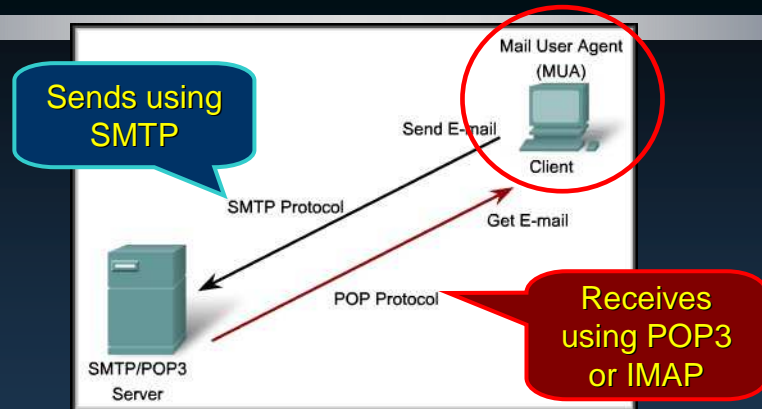 Mail User Agent
(MUA)
Sends using
SMTP
Send E-mail
Client
SMTP Protocol
Get E-mail
POP Protocol
Receives
using POP3
or IMAP
SMTP/POP3
Server